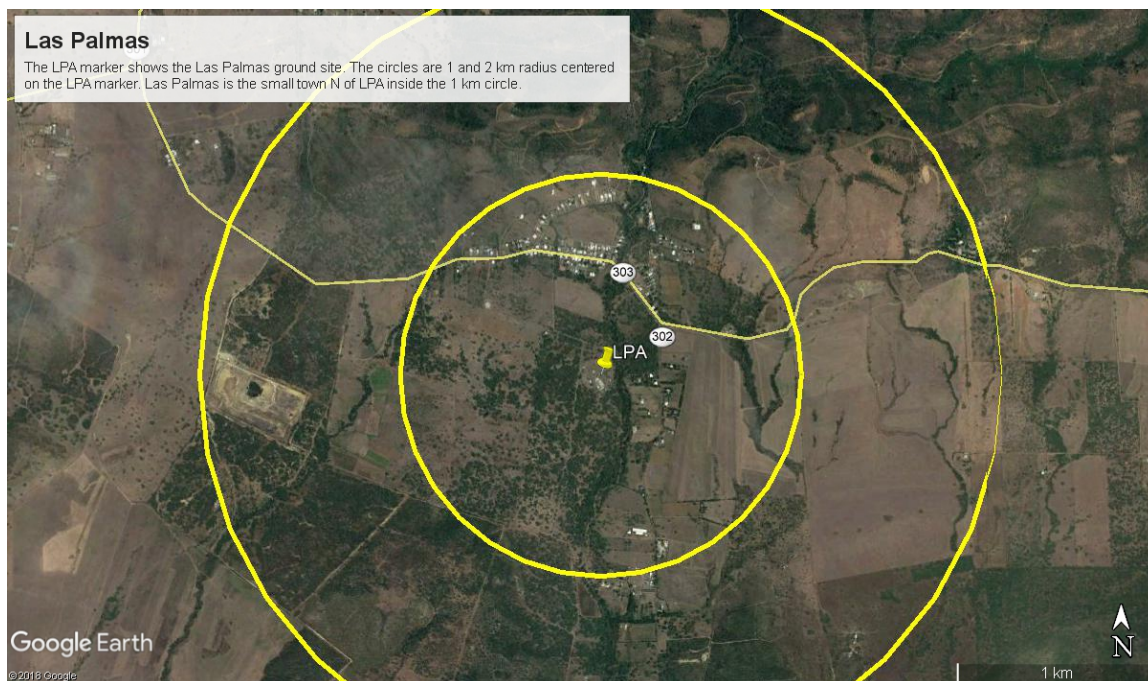 Las Palmas
The LPA marker shows the Las Palmas ground site. The circles are 1 and 2 km radius centered
on the LPA marker. Las Palmas is the small town N of LPA inside the 1 km circle.
303
302
LPA
Google Earth
N
©2018 Google
1 km